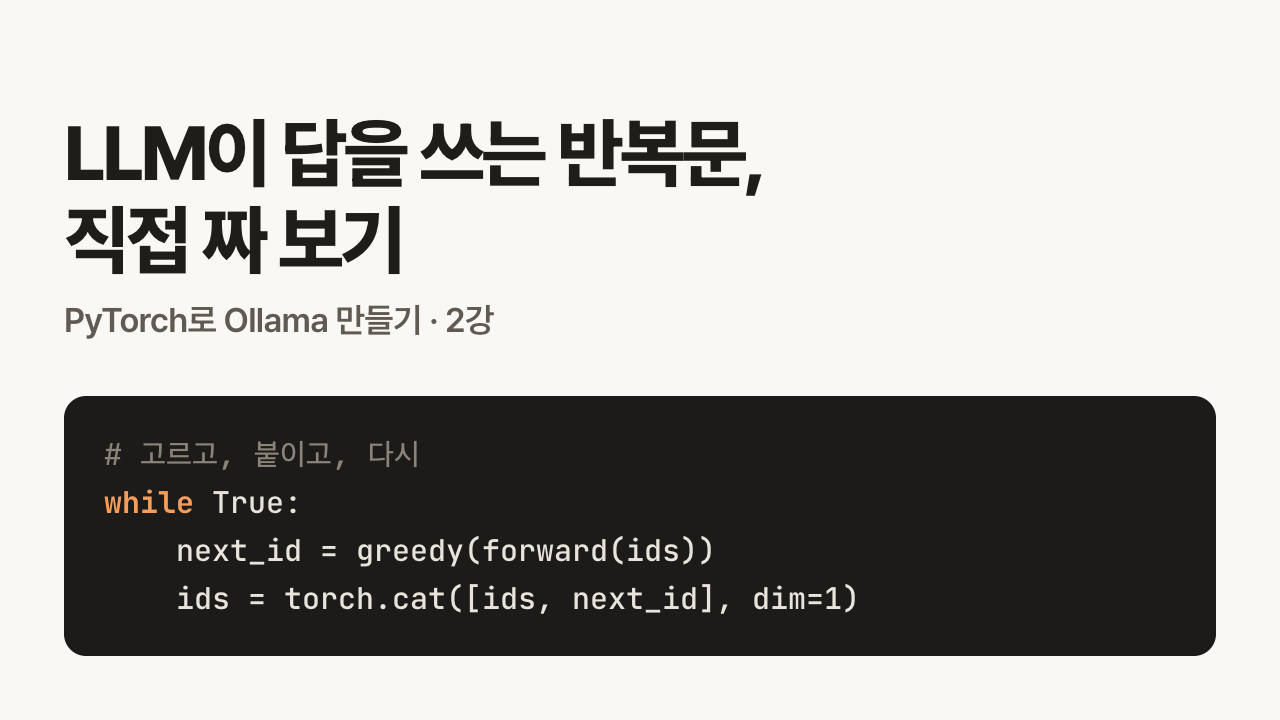 LLM이 답을 쓰는 반복문,
직접 짜 보기
PyTorch로 Ollama 만들기 · 2강
# 고르고, 붙이고, 다시
while True:
    next_id = greedy(forward(ids))
    ids = torch.cat([ids, next_id], dim=1)